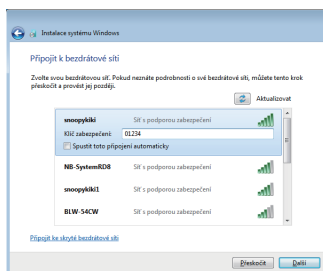 Instalace systému Windows
Připojit k bezdrátové síti
Zvolte svou bezdrátovou síť. Pokud neznáte podrobnosti o své bezdrátové síti, můžete tento krok
přeskočit a provést jej později.
Aktualizovat
snoopykiki Síť s podporou zabezpečení
Klíč zabezpečení: 01234
Spustit toto připojení automaticky
NB-SystemRD8 Síť s podporou zabezpečení
snoopykiki1 Síť s podporou zabezpečení
BLW-54CW Síť s podporou zabezpečení
Připojit ke skryté bezdrátové síti
Přeskočit Další